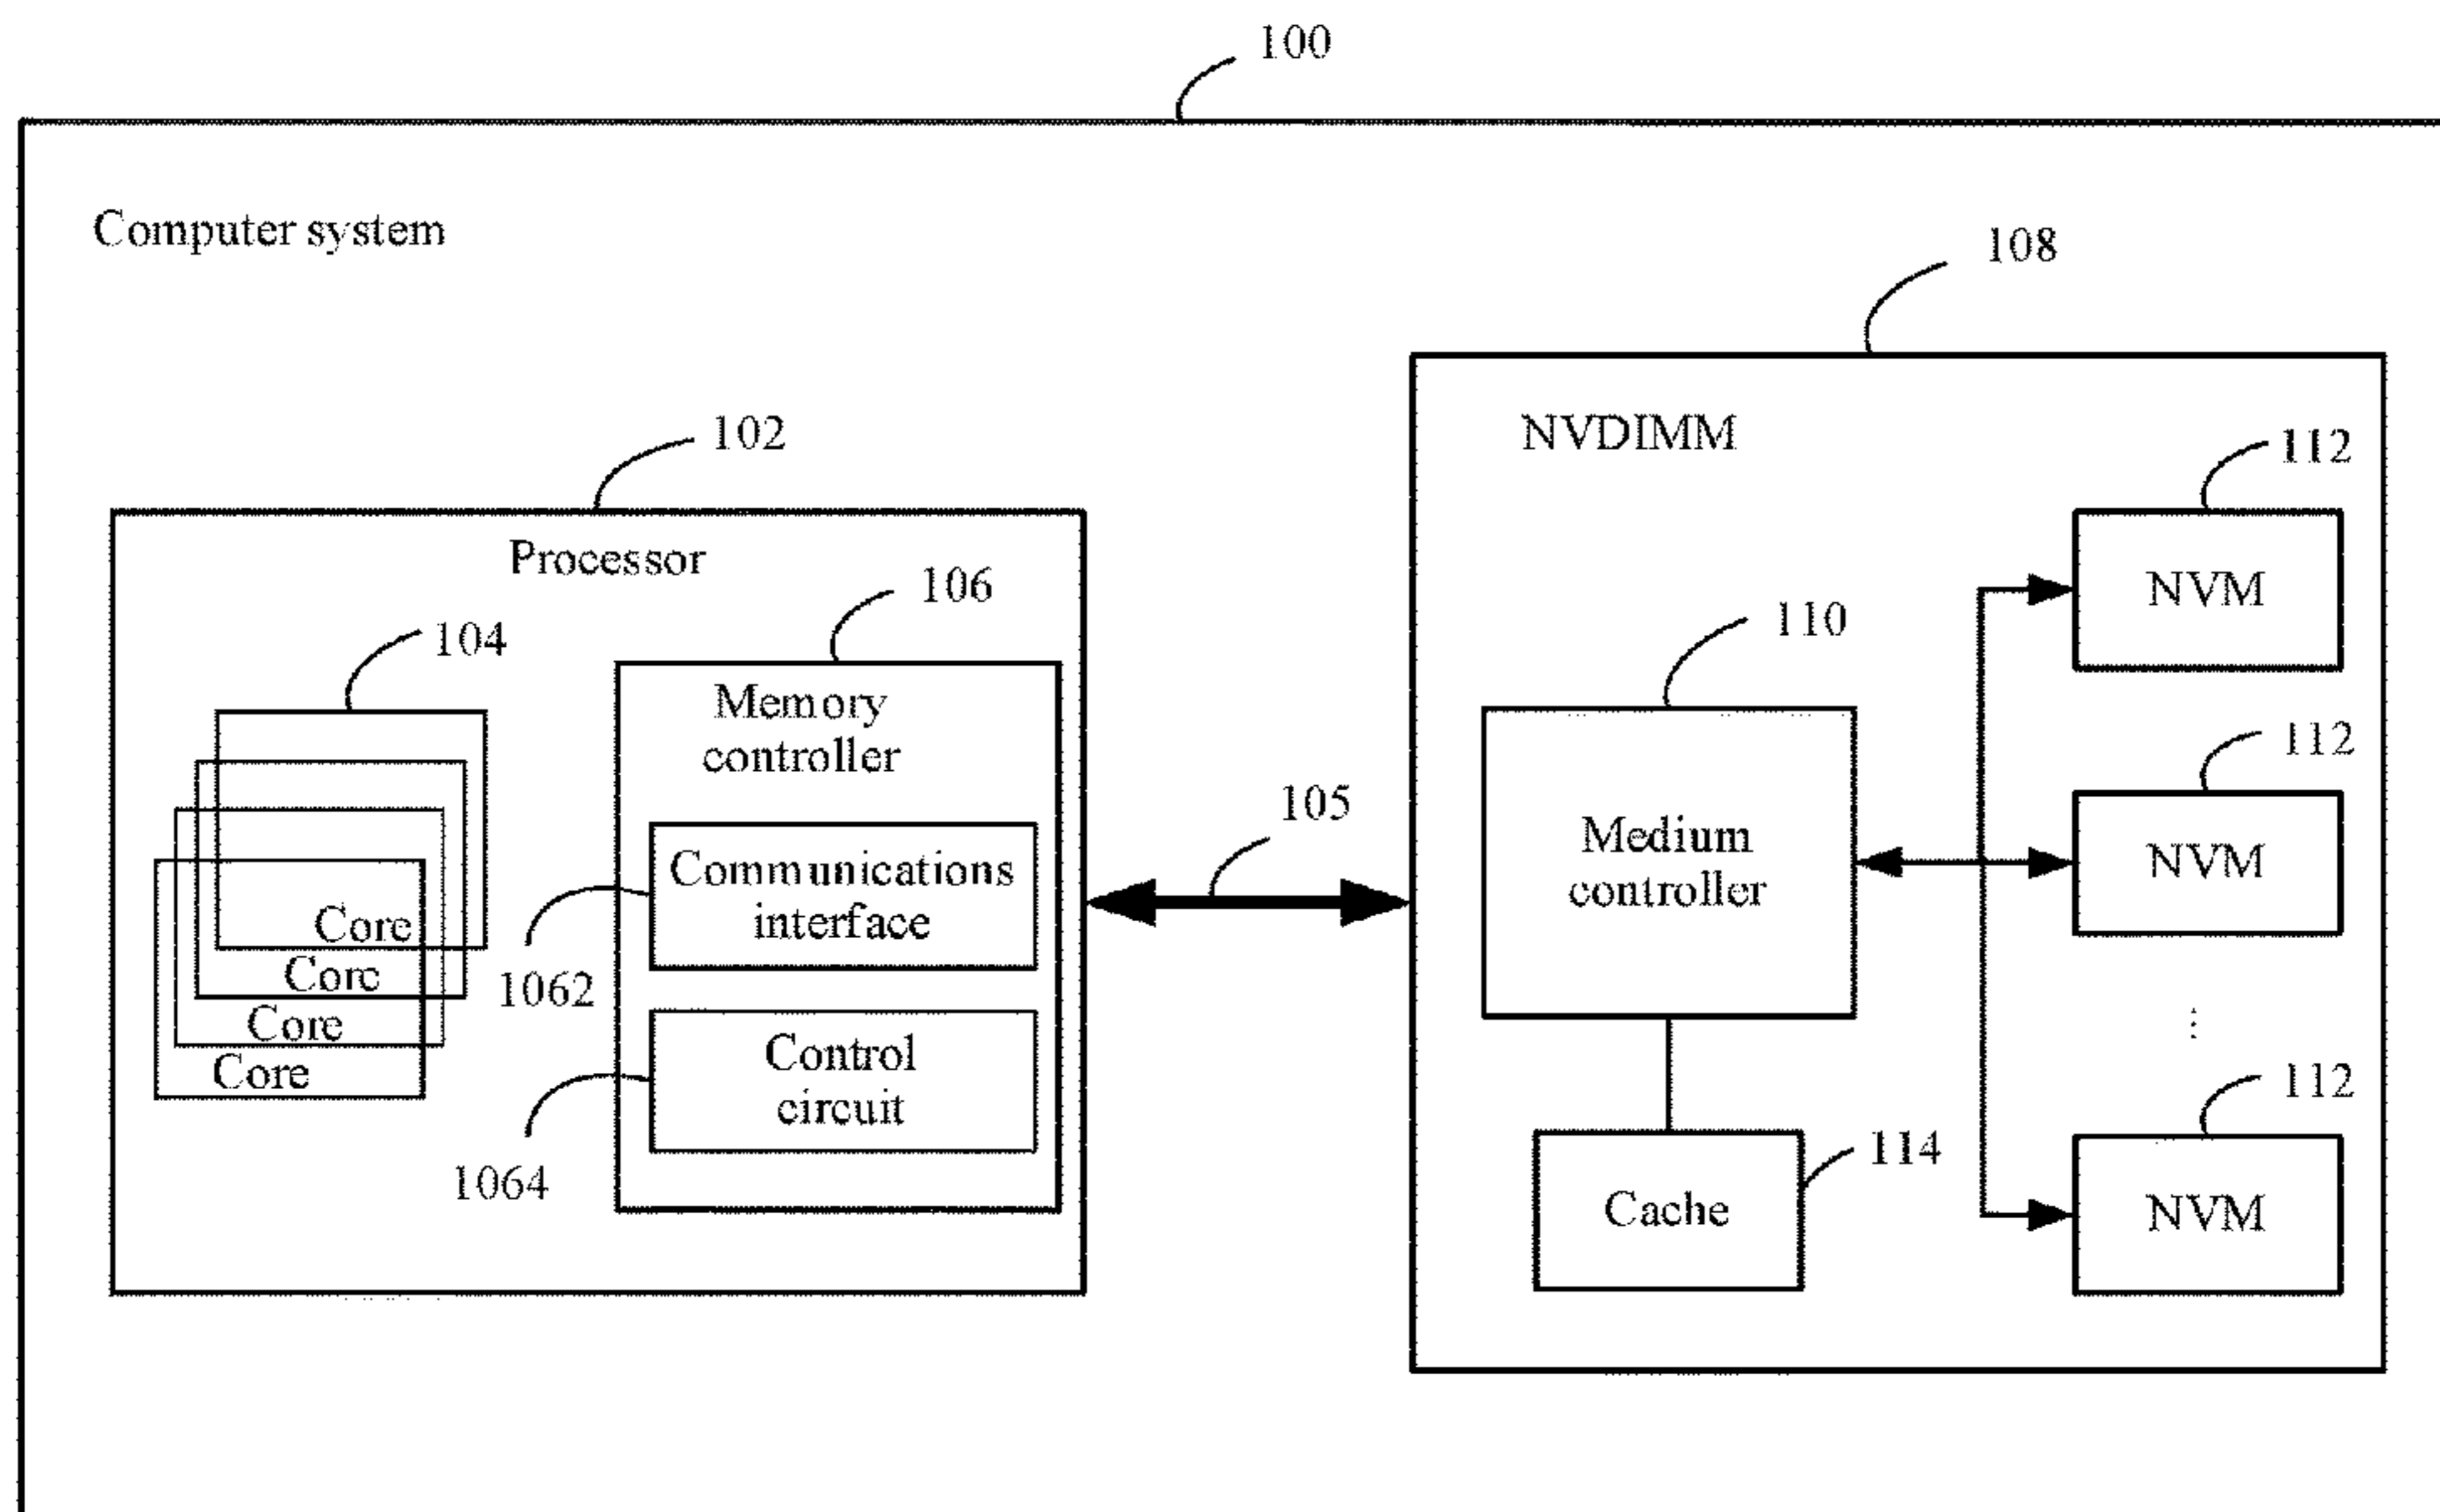 100
Computer system
108
102
NVDIMM
112
Processor
106
NVM
104
110
Memory
controller
112
105
Communications
interface
Medium
controller
NVM
Core
Core
1062
Core
Control
circuit
⋮
Core
112
1064
114
Cache
NVM